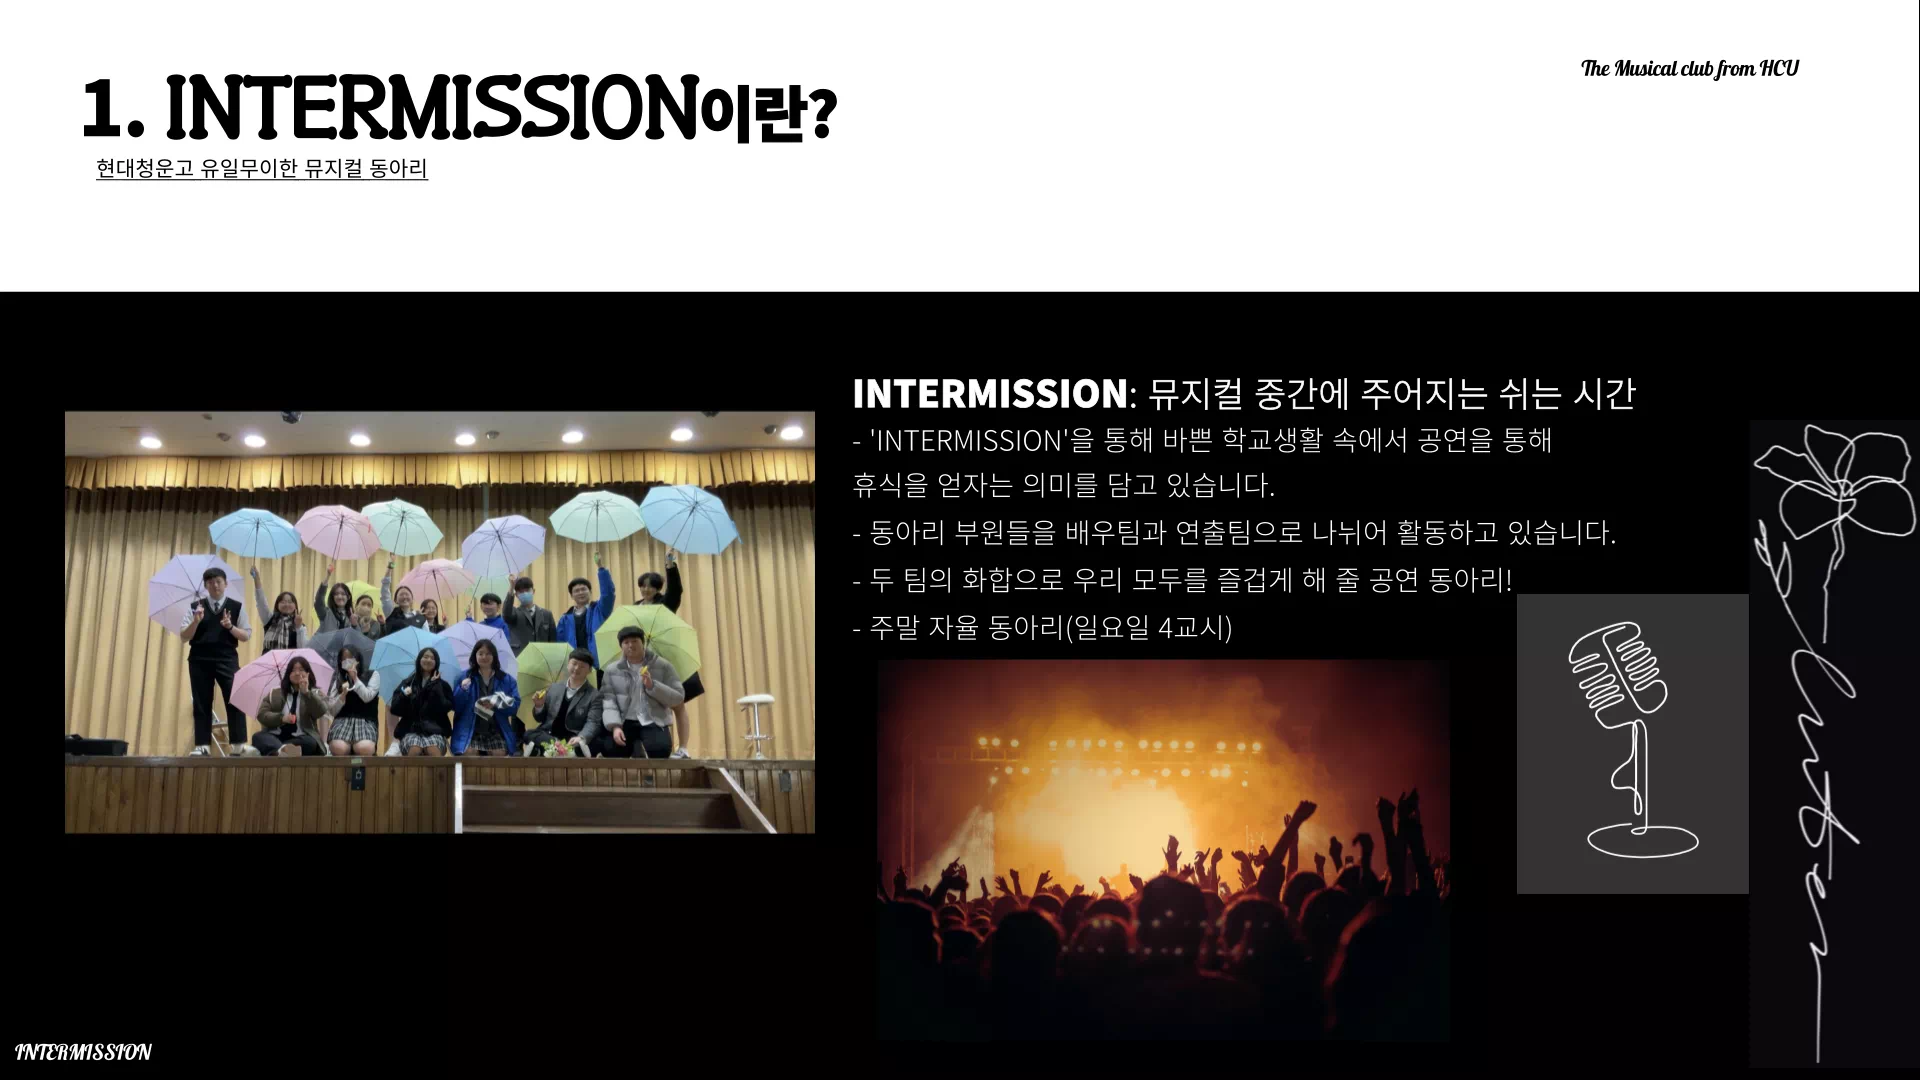 The Musical club from HCU
1. INTERMISSION이란?
현대청운고 유일무이한 뮤지컬 동아리
INTERMISSION: 뮤지컬 중간에 주어지는 쉬는 시간
- 'INTERMISSION'을 통해 바쁜 학교생활 속에서 공연을 통해
휴식을 얻자는 의미를 담고 있습니다.
- 동아리 부원들을 배우팀과 연출팀으로 나뉘어 활동하고 있습니다.
- 두 팀의 화합으로 우리 모두를 즐겁게 해 줄 공연 동아리!
- 주말 자율 동아리(일요일 4교시)
Inter
INTERMISSION